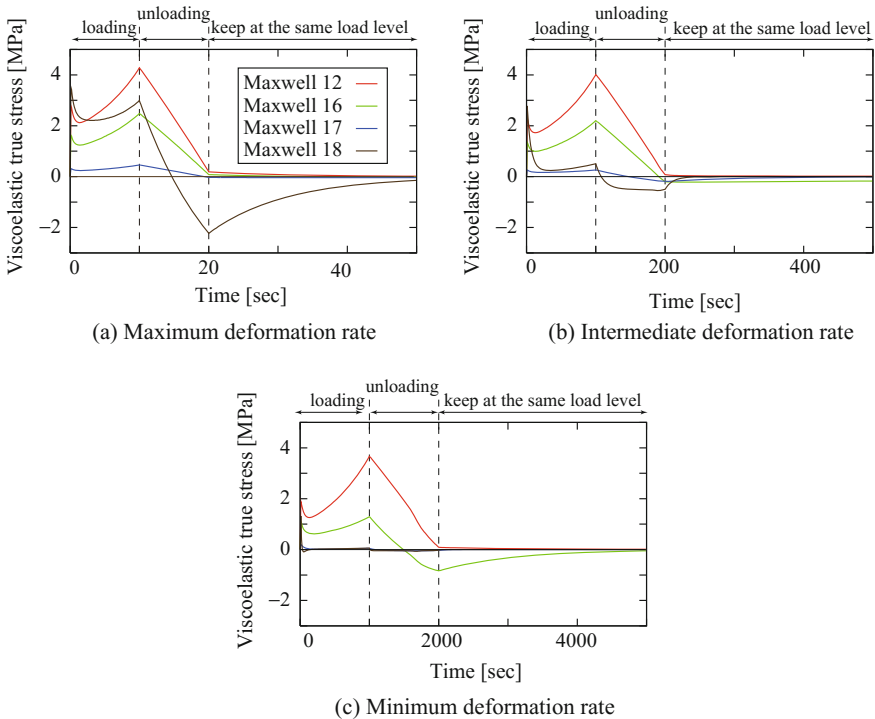 unloading
loading
keep at the same load level
Viscoelastic true stress [MPa]
4
2
0
−2
Maxwell 12
Maxwell 16
Maxwell 17
Maxwell 18
0
10
20
40
Time [sec]
(a) Maximum deformation rate
unloading
loading
keep at the same load level
Viscoelastic true stress [MPa]
4
2
0
−2
0
100
200
400
Time [sec]
(b) Intermediate deformation rate
unloading
loading
keep at the same load level
Viscoelastic true stress [MPa]
4
2
0
−2
0
1000
2000
4000
Time [sec]
(c) Minimum deformation rate